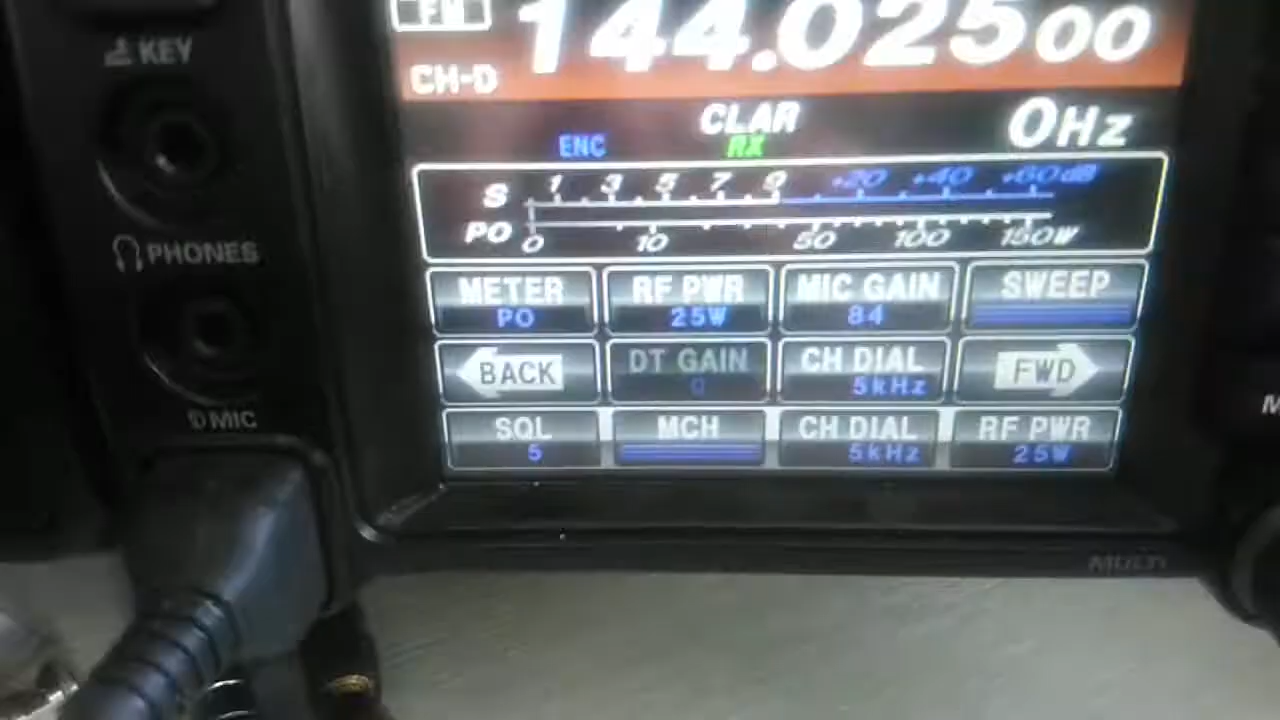 KEY
PHONES
MIC
FM
144.02500
CH-D
CLAR
0Hz
ENC
RX
S 1 3 5 7 9 +20 +40 +60dB
PO 0 10 50 100 150W
METER RF PWR MIC GAIN SWEEP
PO 25W 84
BACK DT GAIN CH DIAL FWD
0 5kHz
SQL MCH CH DIAL RF PWR
5 5kHz 25W
MULTI
M